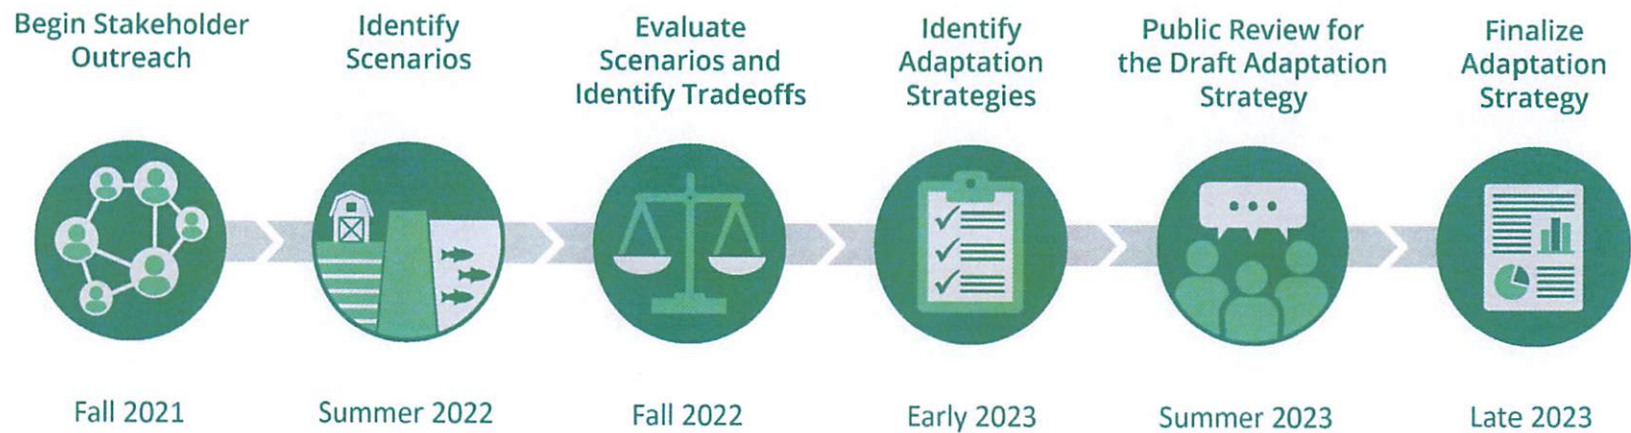 Begin Stakeholder
Outreach
Identify
Scenarios
Evaluate
Scenarios and
Identify Tradeoffs
Identify
Adaptation
Strategies
Public Review for
the Draft Adaptation
Strategy
Finalize
Adaptation
Strategy
Fall 2021
Summer 2022
Fall 2022
Early 2023
Summer 2023
Late 2023